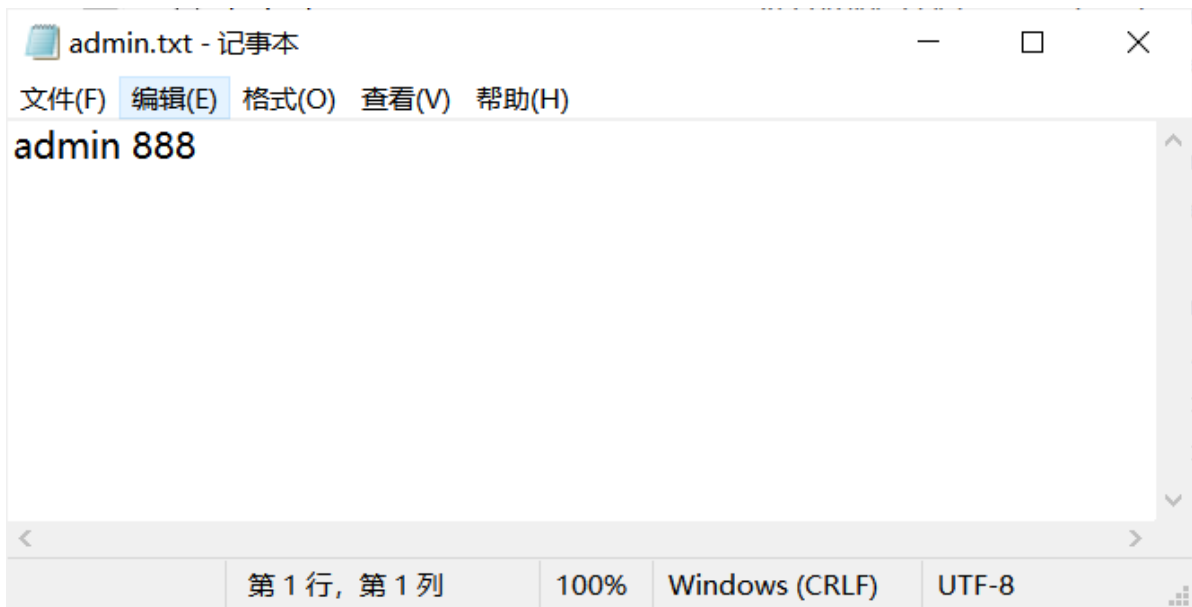 admin.txt - 记事本
文件(F) 编辑(E) 格式(O) 查看(V) 帮助(H)
admin 888
第 1 行，第 1 列 100% Windows (CRLF) UTF-8